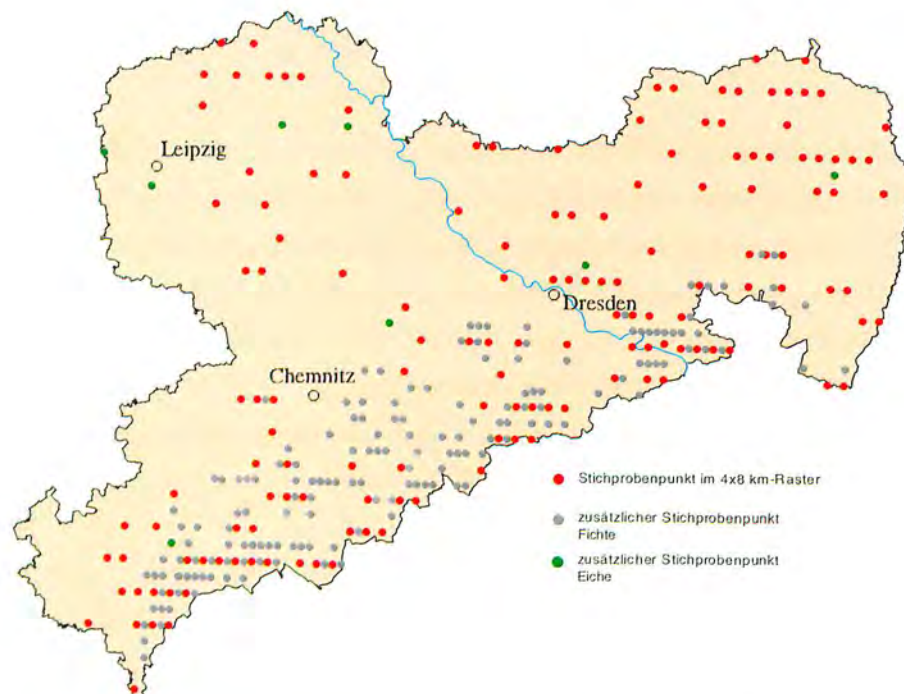 Leipzig
Dresden
Chemnitz
Stichprobenpunkt im 4x8 km-Raster
zusätzlicher Stichprobenpunkt
Fichte
zusätzlicher Stichprobenpunkt
Eiche